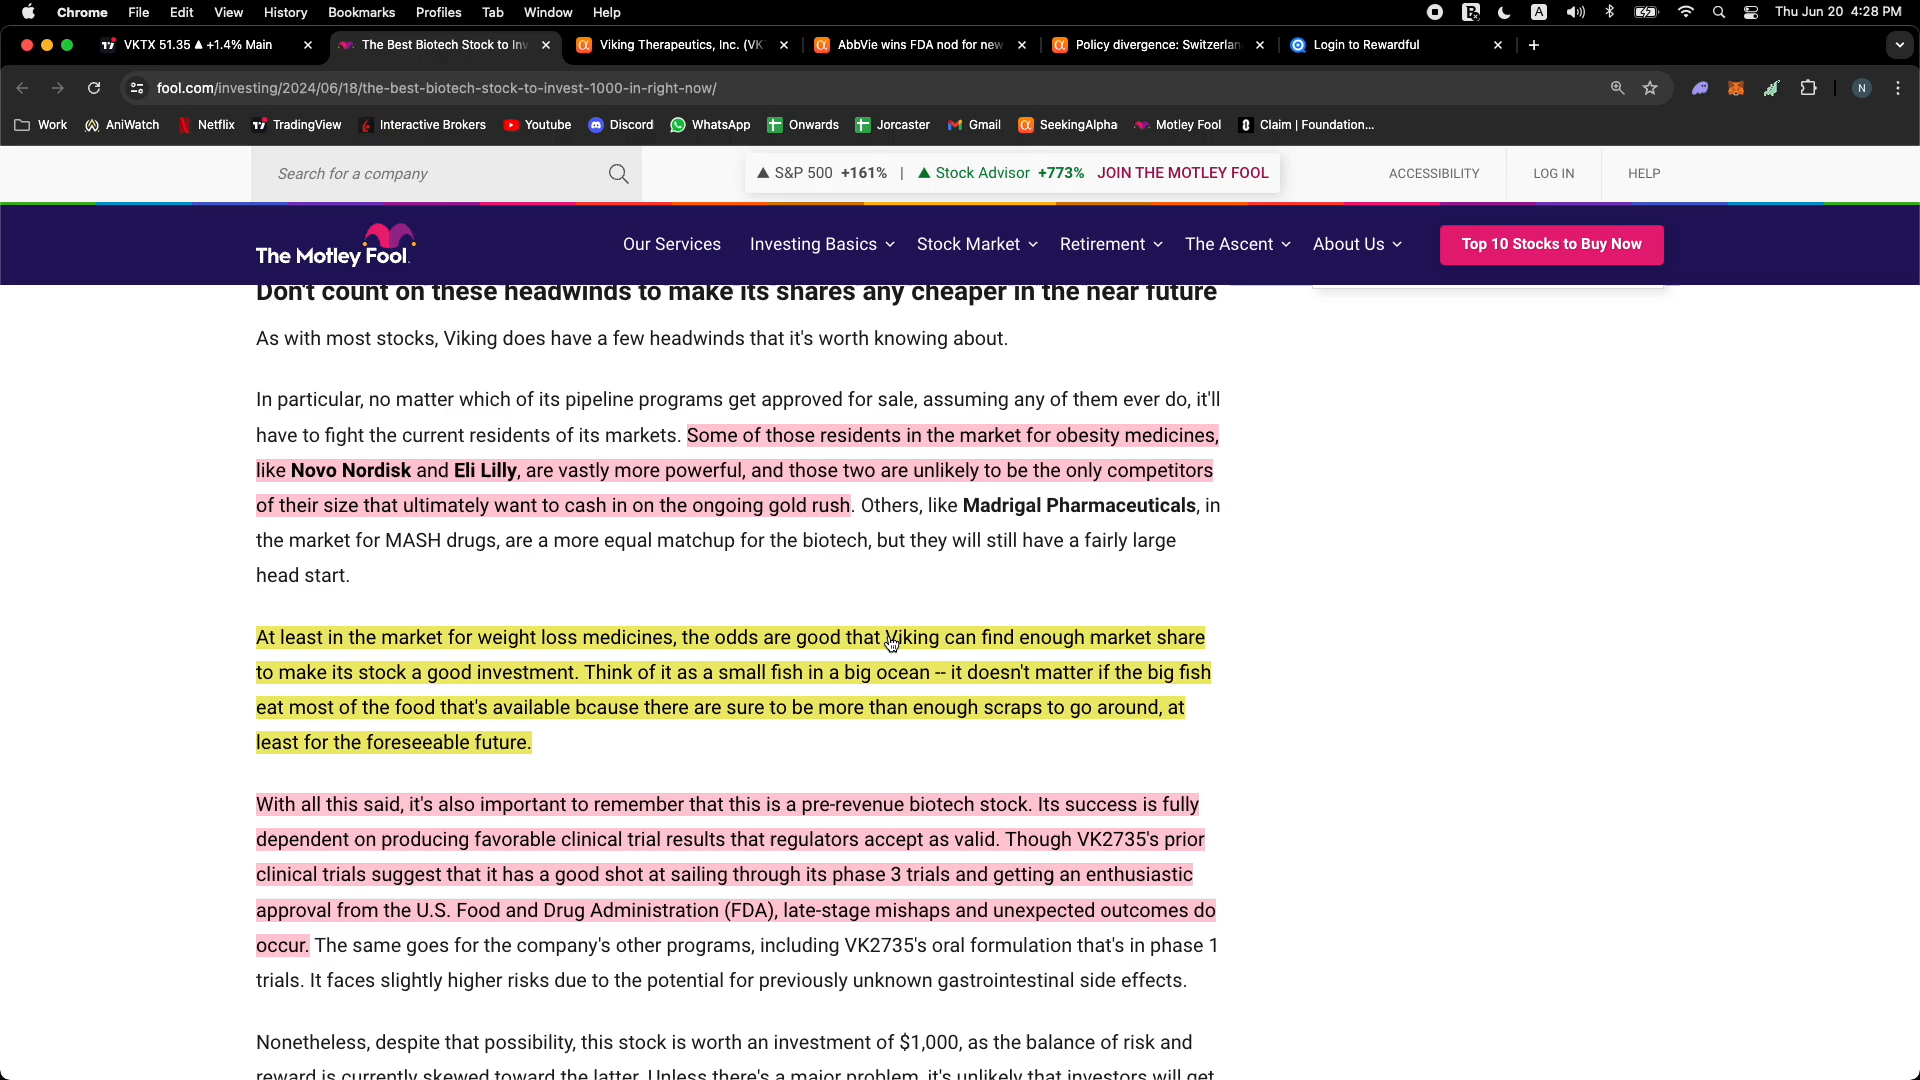 Chrome File Edit View History Bookmarks Profiles Tab Window Help A Thu Jun 20 4:28 PM
VKTX 51.35 ▲ +1.4% Main The Best Biotech Stock to Inv Viking Therapeutics, Inc. (VK AbbVie wins FDA nod for new Policy divergence: Switzerlan Login to Rewardful
fool.com/investing/2024/06/18/the-best-biotech-stock-to-invest-1000-in-right-now/ N
Work AniWatch Netflix TradingView Interactive Brokers Youtube Discord WhatsApp Onwards Jorcaster Gmail SeekingAlpha Motley Fool Claim | Foundation...
Search for a company ▲ S&P 500 +161% | ▲ Stock Advisor +773% JOIN THE MOTLEY FOOL ACCESSIBILITY LOG IN HELP
The Motley Fool. Our Services Investing Basics Stock Market Retirement The Ascent About Us Top 10 Stocks to Buy Now
Don't count on these headwinds to make its shares any cheaper in the near future
As with most stocks, Viking does have a few headwinds that it's worth knowing about.
In particular, no matter which of its pipeline programs get approved for sale, assuming any of them ever do, it'll
have to fight the current residents of its markets. Some of those residents in the market for obesity medicines,
like Novo Nordisk and Eli Lilly, are vastly more powerful, and those two are unlikely to be the only competitors
of their size that ultimately want to cash in on the ongoing gold rush. Others, like Madrigal Pharmaceuticals, in
the market for MASH drugs, are a more equal matchup for the biotech, but they will still have a fairly large
head start.
At least in the market for weight loss medicines, the odds are good that Viking can find enough market share
to make its stock a good investment. Think of it as a small fish in a big ocean -- it doesn't matter if the big fish
eat most of the food that's available bcause there are sure to be more than enough scraps to go around, at
least for the foreseeable future.
With all this said, it's also important to remember that this is a pre-revenue biotech stock. Its success is fully
dependent on producing favorable clinical trial results that regulators accept as valid. Though VK2735's prior
clinical trials suggest that it has a good shot at sailing through its phase 3 trials and getting an enthusiastic
approval from the U.S. Food and Drug Administration (FDA), late-stage mishaps and unexpected outcomes do
occur. The same goes for the company's other programs, including VK2735's oral formulation that's in phase 1
trials. It faces slightly higher risks due to the potential for previously unknown gastrointestinal side effects.
Nonetheless, despite that possibility, this stock is worth an investment of $1,000, as the balance of risk and
reward is currently skewed toward the latter. Unless there's a major problem, it's unlikely that investors will get